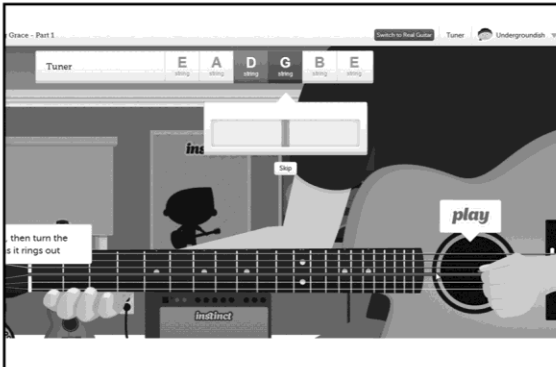 Grace – Part 1
Switch to Real Guitar
Tuner
Undergroundish
Tuner
E A D G B E
string string string string string string
Skip
play
, then turn the
s it rings out
instinct